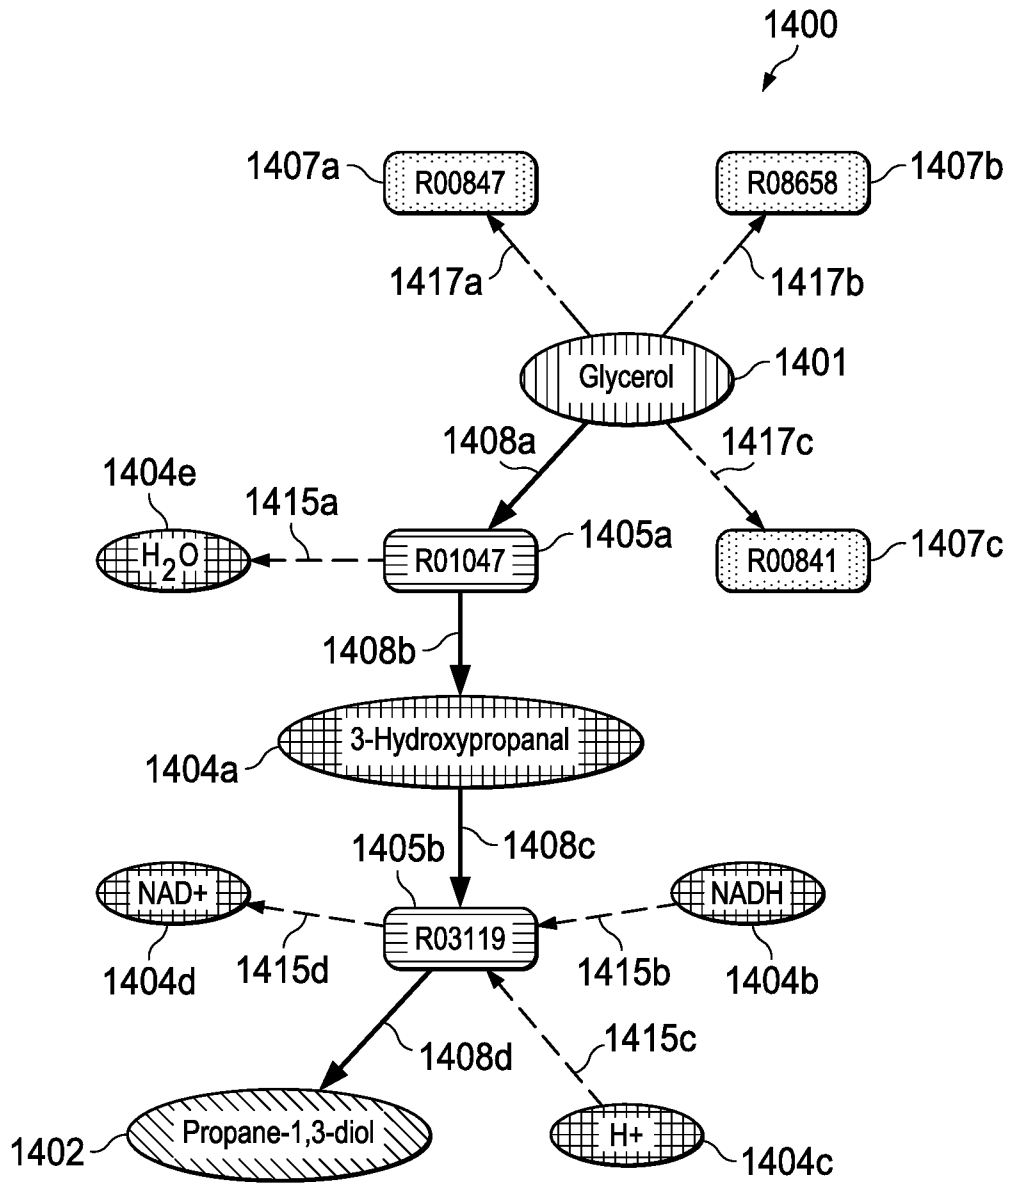 1400
1407a
R00847
R08658
1407b
1417a
1417b
Glycerol
1401
1408a
1417c
1404e
1415a
H2O
R01047
1405a
R00841
1407c
1408b
3-Hydroxypropanal
1404a
1405b
1408c
NAD+
NADH
R03119
1404d
1415d
1415b
1404b
1408d
1415c
1402
Propane-1,3-diol
H+
1404c